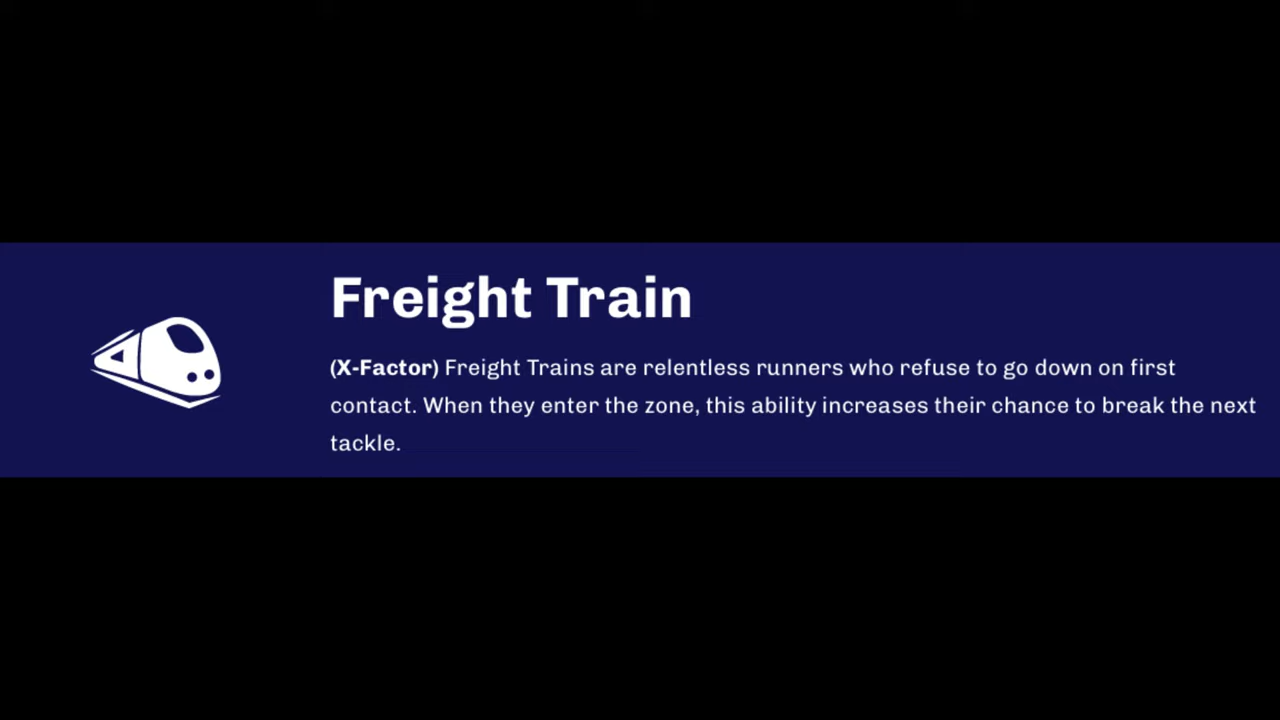 Freight Train
(X-Factor) Freight Trains are relentless runners who refuse to go down on first
contact. When they enter the zone, this ability increases their chance to break the next
tackle.